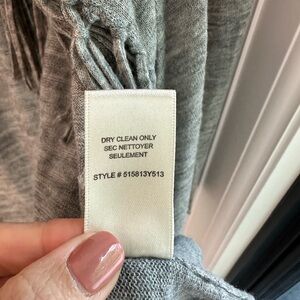 DRY CLEAN ONLY
SEC NETTOYER
SEULEMENT
STYLE # 515813Y513